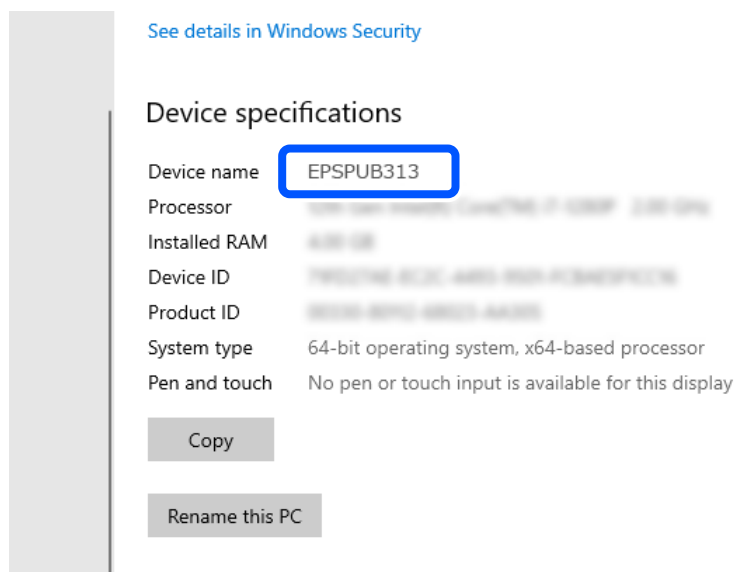 See details in Windows Security
Device specifications
Device name EPSPUB313
Processor
Installed RAM
Device ID
Product ID
System type 64-bit operating system, x64-based processor
Pen and touch No pen or touch input is available for this display
Copy
Rename this PC